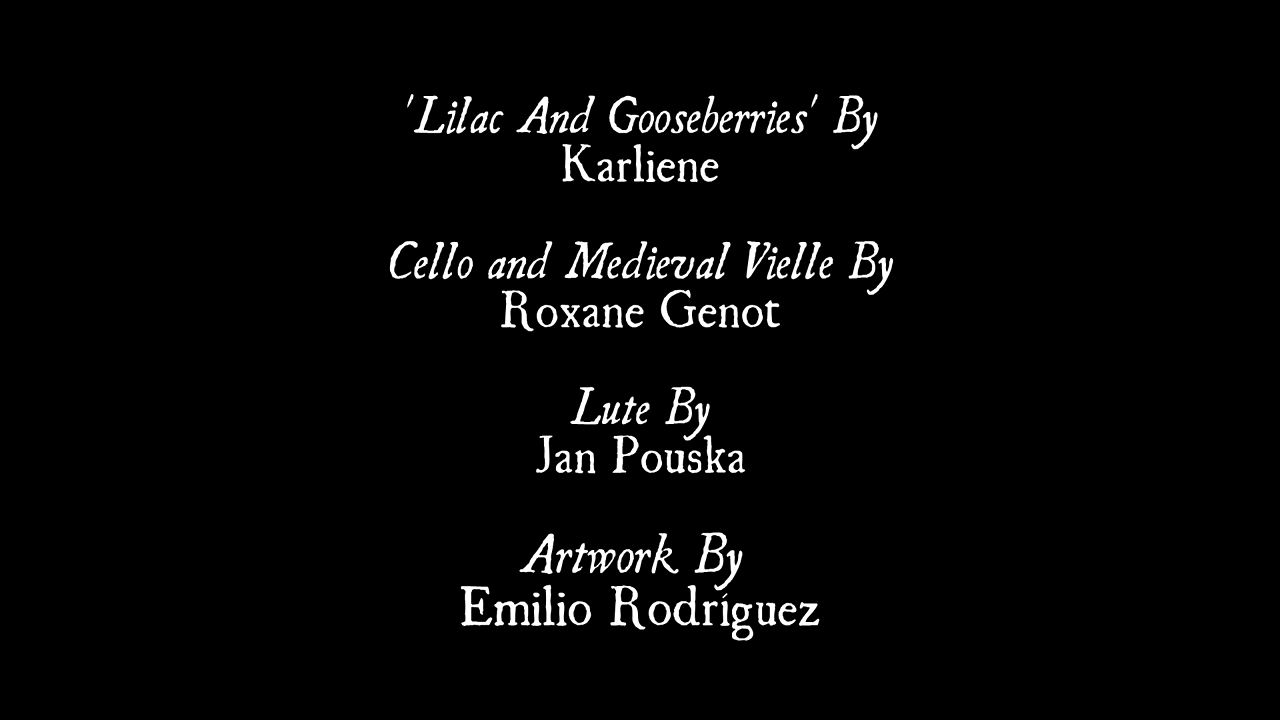 'Lilac And Gooseberries' By
Karliene
Cello and Medieval Vielle By
Roxane Genot
Lute By
Jan Pouska
Artwork By
Emilio Rodríguez